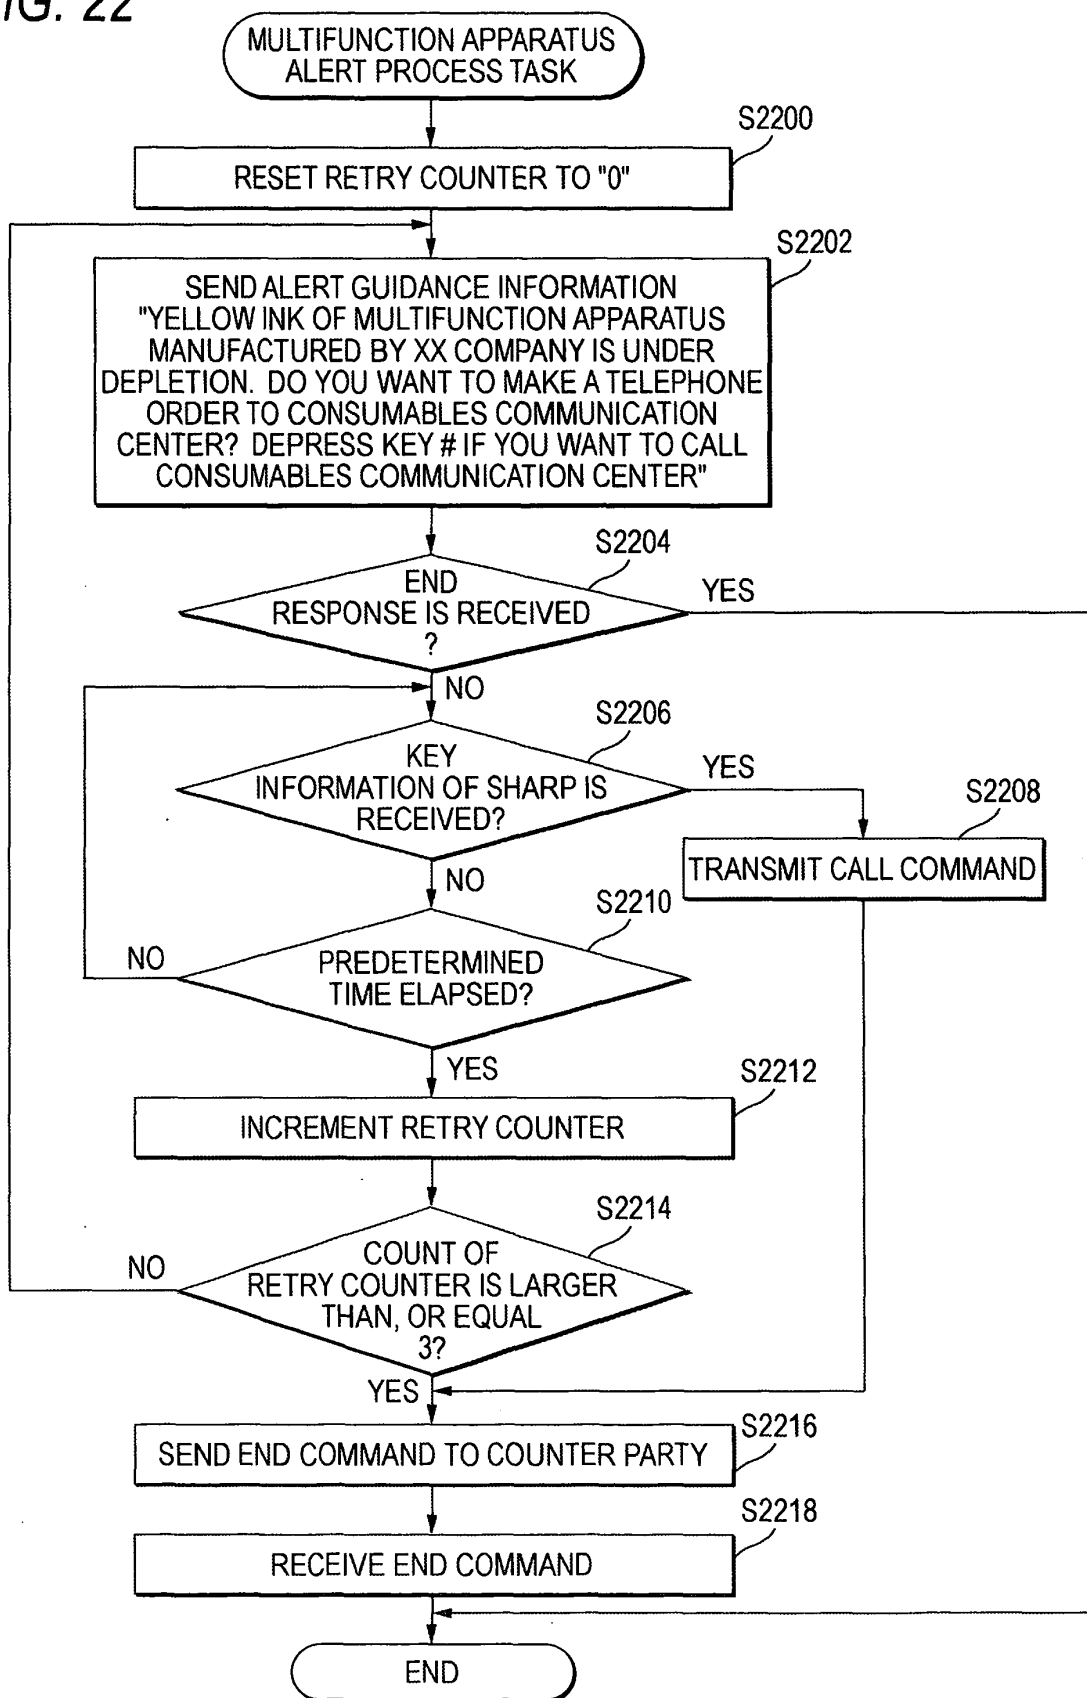 FIG. 22
MULTIFUNCTION APPARATUS
ALERT PROCESS TASK
S2200
RESET RETRY COUNTER TO "0"
S2202
SEND ALERT GUIDANCE INFORMATION
"YELLOW INK OF MULTIFUNCTION APPARATUS
MANUFACTURED BY XX COMPANY IS UNDER
DEPLETION. DO YOU WANT TO MAKE A TELEPHONE
ORDER TO CONSUMABLES COMMUNICATION
CENTER? DEPRESS KEY # IF YOU WANT TO CALL
CONSUMABLES COMMUNICATION CENTER"
S2204
END
RESPONSE IS RECEIVED
?
YES
NO
S2206
KEY
INFORMATION OF SHARP IS
RECEIVED?
YES
S2208
TRANSMIT CALL COMMAND
NO
S2210
PREDETERMINED
TIME ELAPSED?
NO
YES
S2212
INCREMENT RETRY COUNTER
S2214
COUNT OF
RETRY COUNTER IS LARGER
THAN, OR EQUAL
3?
NO
YES
S2216
SEND END COMMAND TO COUNTER PARTY
S2218
RECEIVE END COMMAND
END